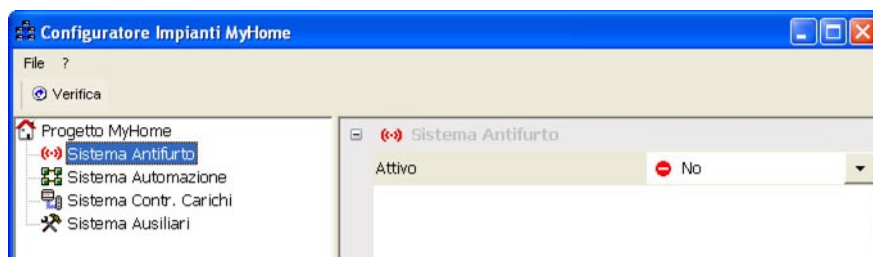 Configuratore Impianti MyHome
File ?
Verifica
Progetto MyHome
Sistema Antifurto
Sistema Automazione
Sistema Contr. Carichi
Sistema Ausiliari
Sistema Antifurto
Attivo No